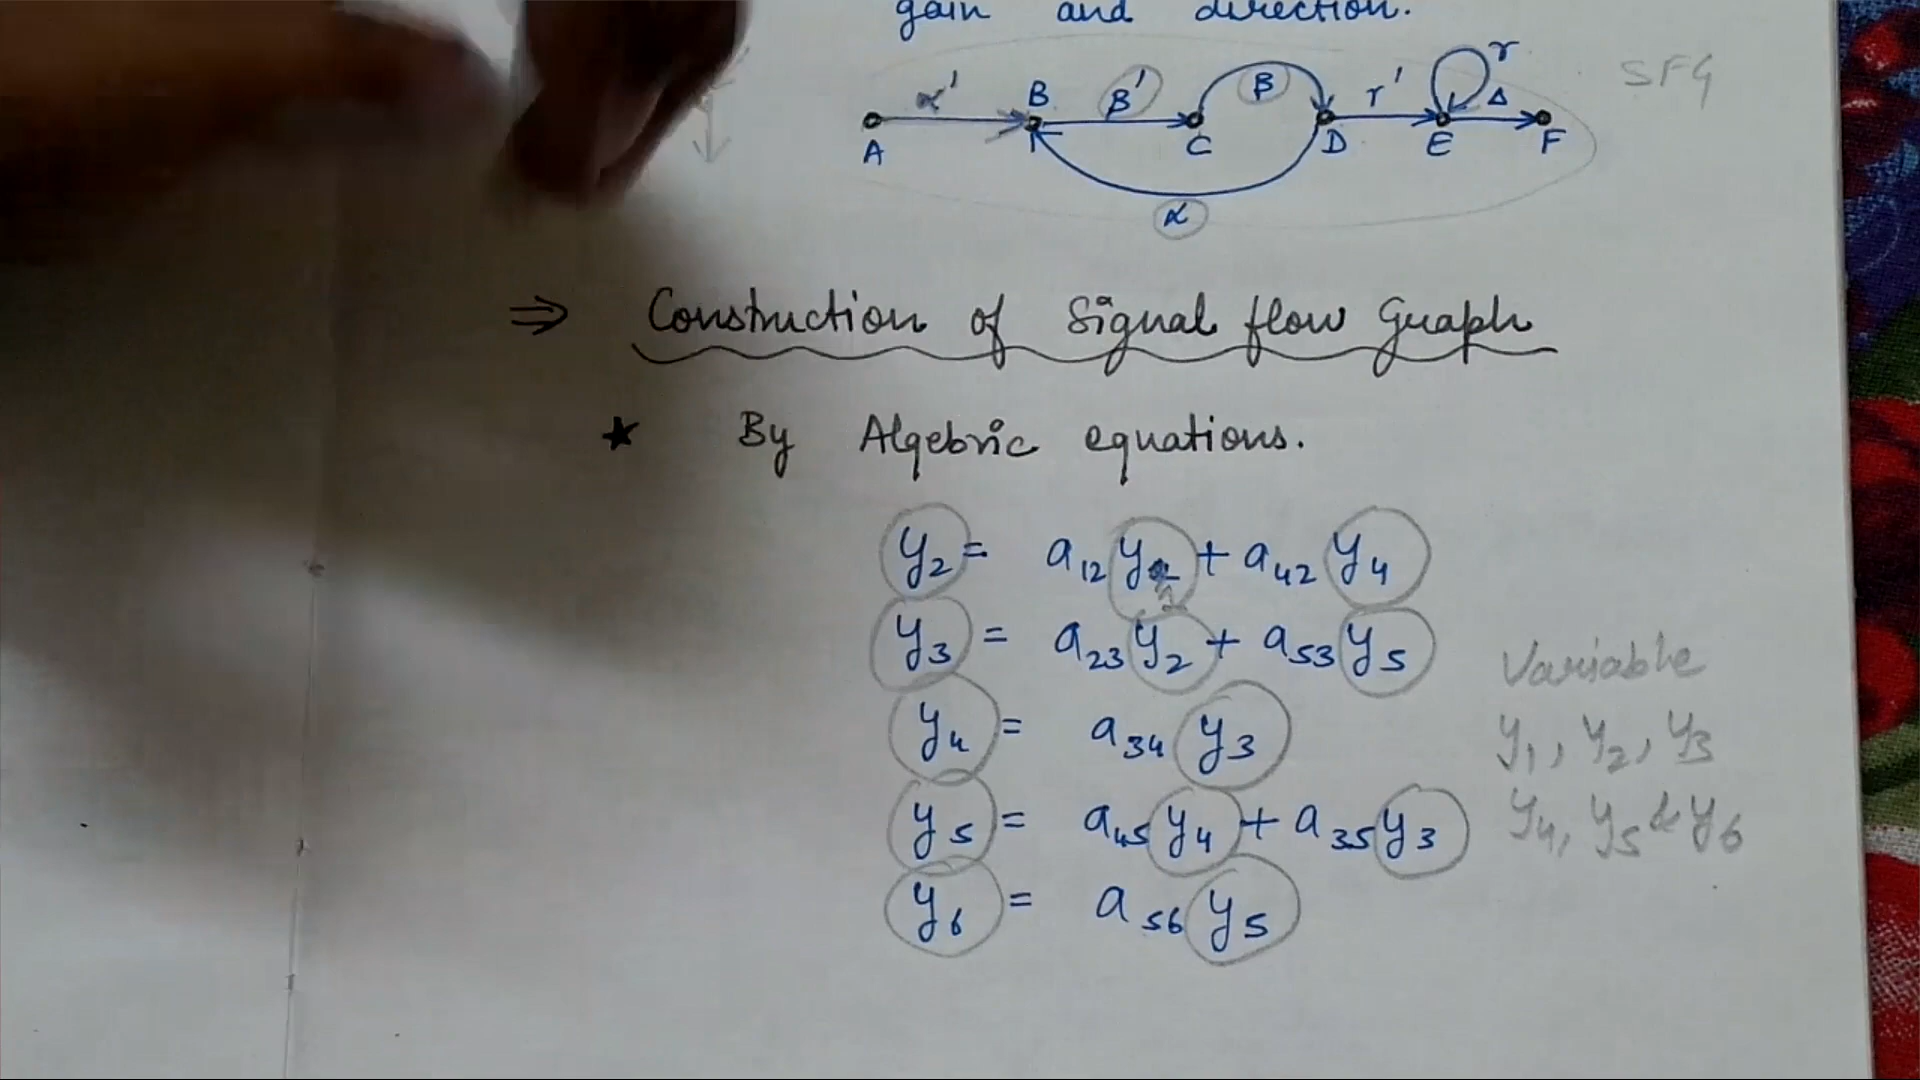 gain and direction.
α' B β' β γ' γ Δ SFG
A C D E F
α
⇒ Construction of Signal flow Graph
★ By Algebric equations.
y₂ = a₁₂ y + a₄₂ y₄
y₃ = a₂₃ y₂ + a₅₃ y₅
Variable
y₄ = a₃₄ y₃
y₁, y₂, y₃
y₅ = a₄₅ y₄ + a₃₅ y₃
y₄, y₅ & y₆
y₆ = a₅₆ y₅